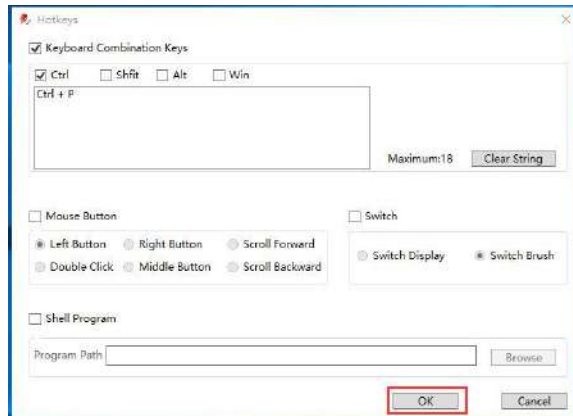 Hotkeys
Keyboard Combination Keys
Ctrl Shfit Alt Win
Ctrl + P
Maximum:18 Clear String
Mouse Button Switch
Left Button Right Button Scroll Forward
Switch Display Switch Brush
Double Click Middle Button Scroll Backward
Shell Program
Program Path Browse
OK Cancel